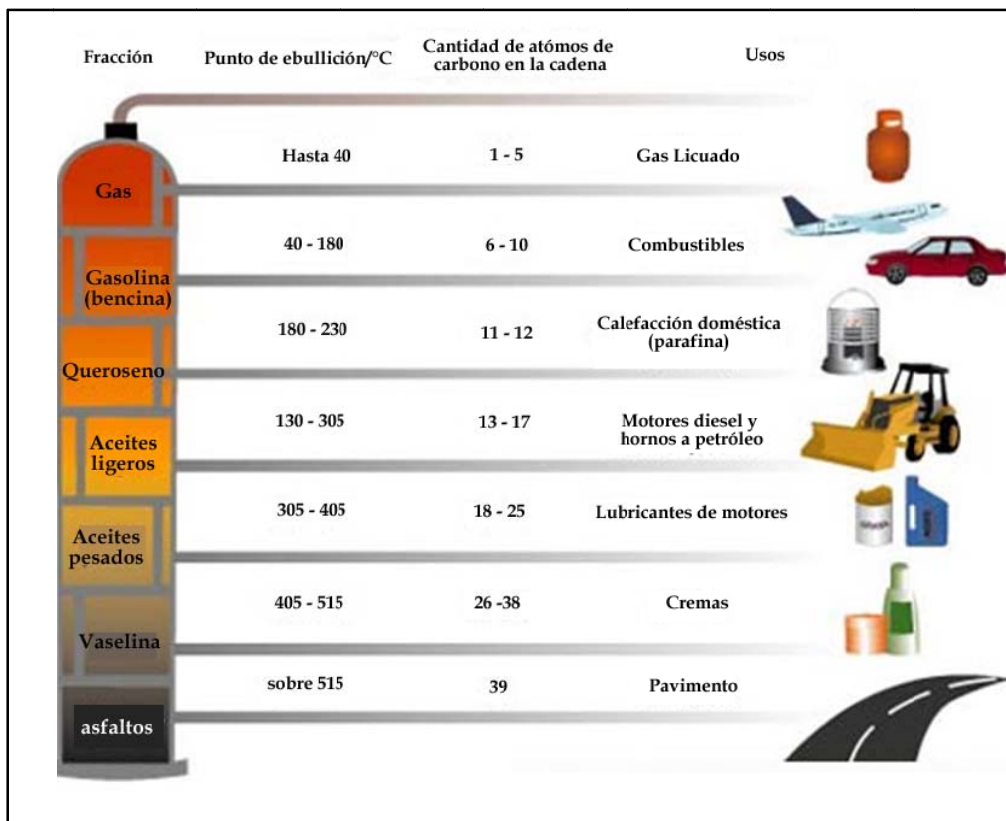 Fracción
Punto de ebullición/°C
Cantidad de atómos de
carbono en la cadena
Usos
Gas
Hasta 40
1 - 5
Gas Licuado
Gasolina
(bencina)
40 - 180
6 - 10
Combustibles
Queroseno
180 - 230
11 - 12
Calefacción doméstica
(parafina)
Aceites
ligeros
130 - 305
13 - 17
Motores diesel y
hornos a petróleo
Aceites
pesados
305 - 405
18 - 25
Lubricantes de motores
Vaselina
405 - 515
26 -38
Cremas
asfaltos
sobre 515
39
Pavimento